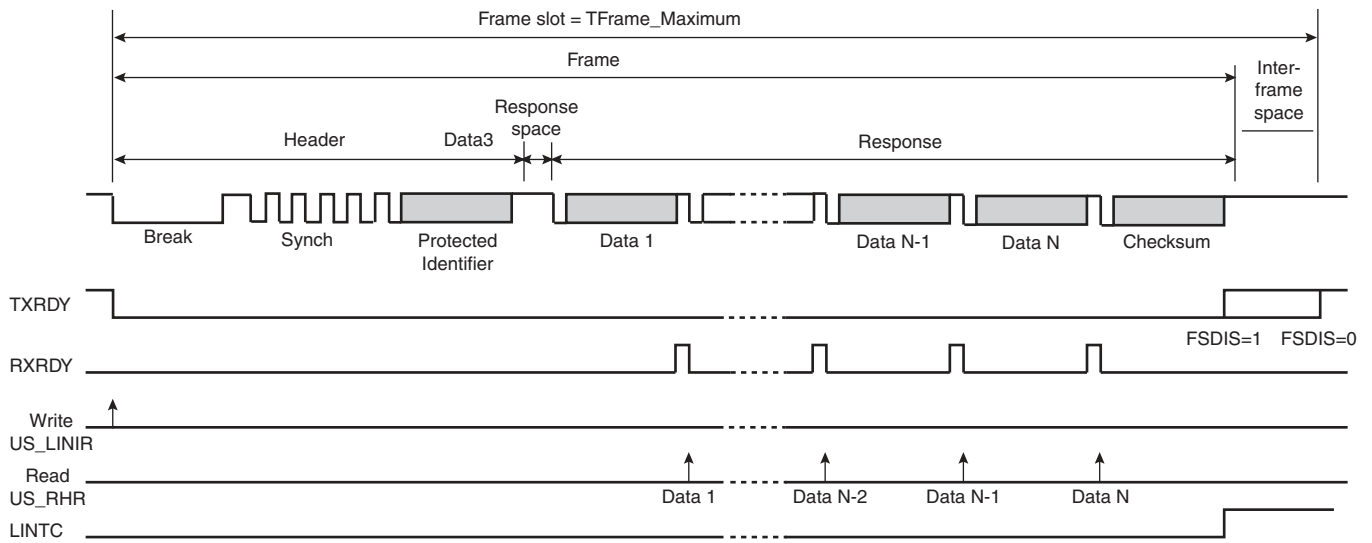 Frame slot = TFrame_Maximum
Frame
Inter-
frame
space
Response
space
Header
Data3
Response
Break
Synch
Protected
Identifier
Data 1
Data N-1
Data N
Checksum
TXRDY
FSDIS=1
FSDIS=0
RXRDY
Write
US_LINIR
Read
US_RHR
Data 1
Data N-2
Data N-1
Data N
LINTC